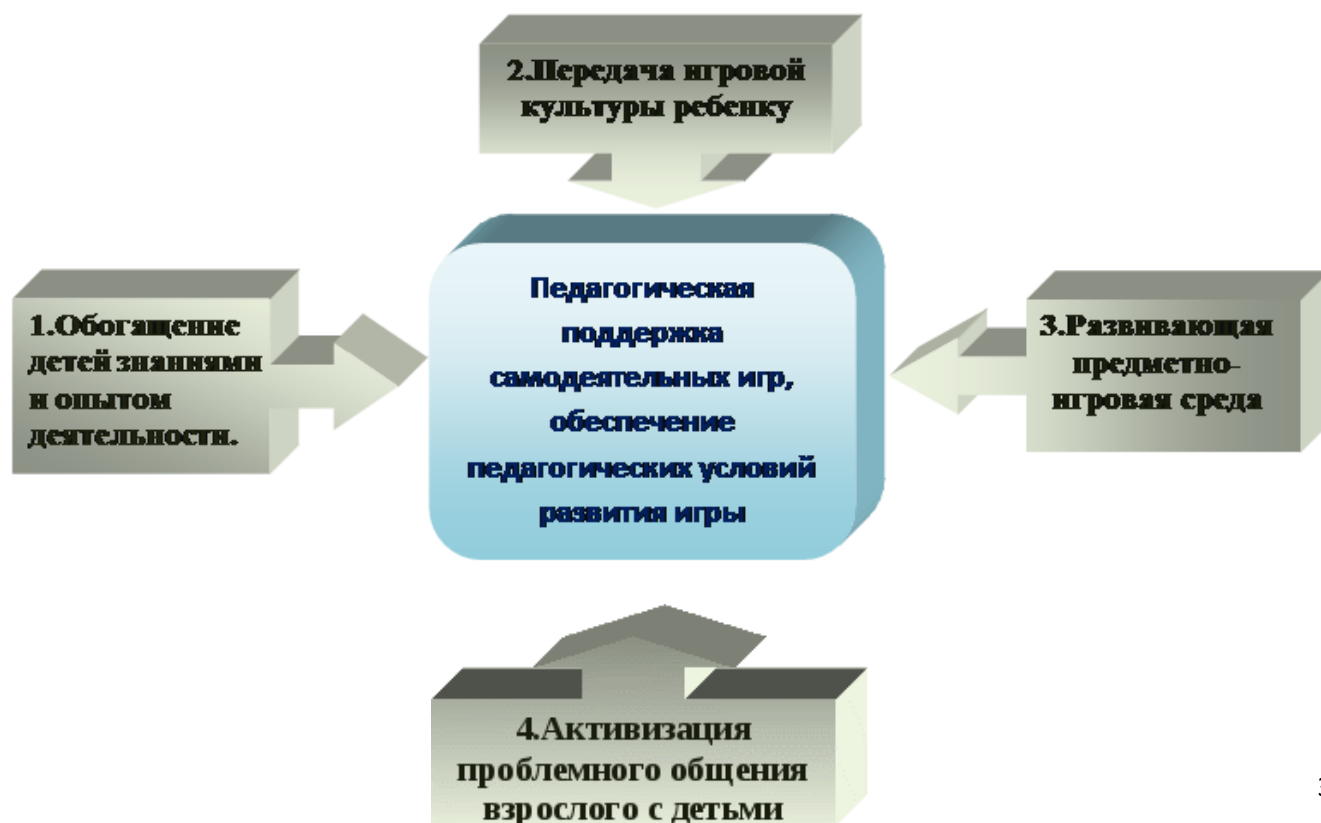 2.Передача игровой
культуры ребенку
1.Обогащение
детей знаниями
и опытом
деятельности.
Педагогическая
поддержка
самодеятельных игр,
обеспечение
педагогических условий
развития игры
3.Развивающая
предметно-
игровая среда
4.Активизация
проблемного общения
взрослого с детьми